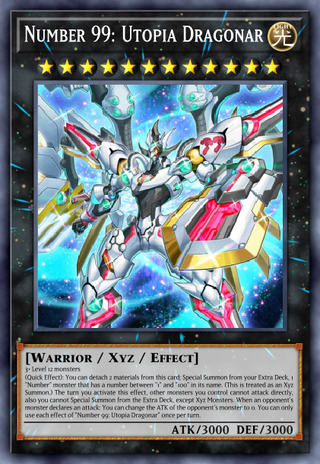 NUMBER 99: UTOPIA DRAGONAR
LIGHT
光
[WARRIOR / XYZ / EFFECT]
3+ Level 12 monsters
(Quick Effect): You can detach 2 materials from this card; Special Summon from your Extra Deck, 1
"Number" monster that has a number between "1" and "100" in its name. (This is treated as an Xyz
Summon.) The turn you activate this effect, other monsters you control cannot attack directly,
also you cannot Special Summon from the Extra Deck, except Xyz Monsters. When an opponent's
monster declares an attack: You can change the ATK of the opponent's monster to 0. You can only
use each effect of "Number 99: Utopia Dragonar" once per turn.
ATK/3000 DEF/3000